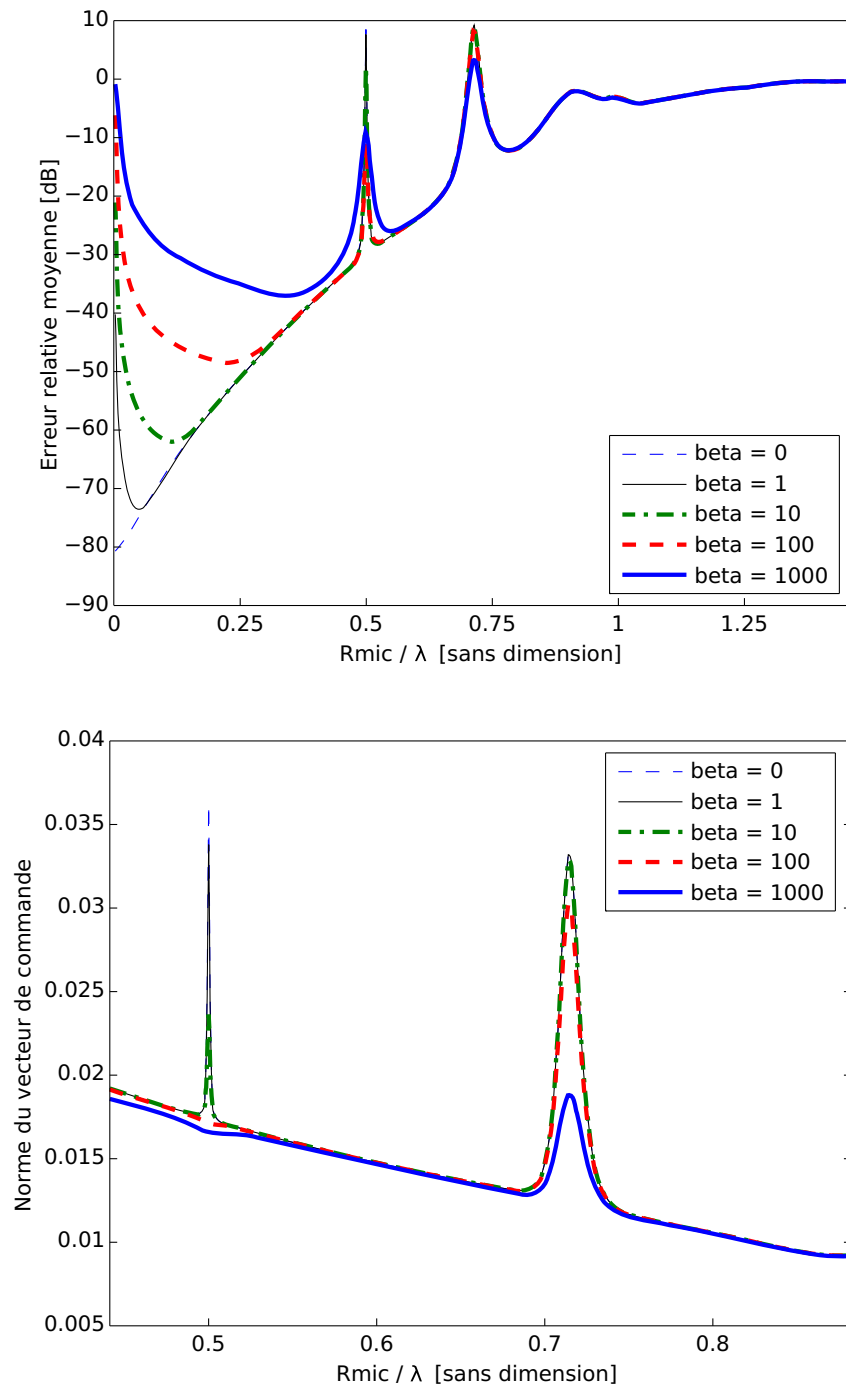 10
0
−10
−20
−30
−40
−50
−60
−70
−80
−90
Erreur relative moyenne [dB]
0
0.25
0.5
0.75
1
1.25
Rmic / λ [sans dimension]
beta = 0
beta = 1
beta = 10
beta = 100
beta = 1000
0.04
0.035
0.03
0.025
0.02
0.015
0.01
0.005
Norme du vecteur de commande
0.5
0.6
0.7
0.8
Rmic / λ [sans dimension]
beta = 0
beta = 1
beta = 10
beta = 100
beta = 1000